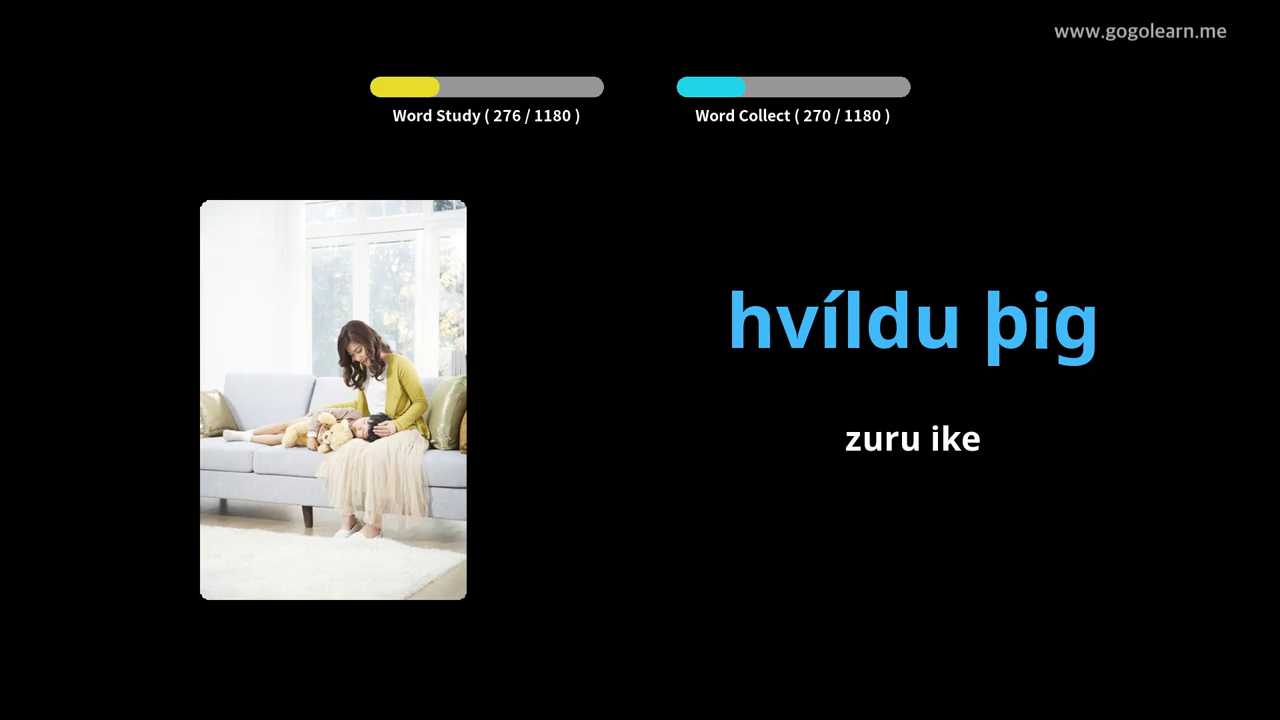 www.gogolearn.me
Word Study ( 276 / 1180 )
Word Collect ( 270 / 1180 )
hvíldu þig
zuru ike